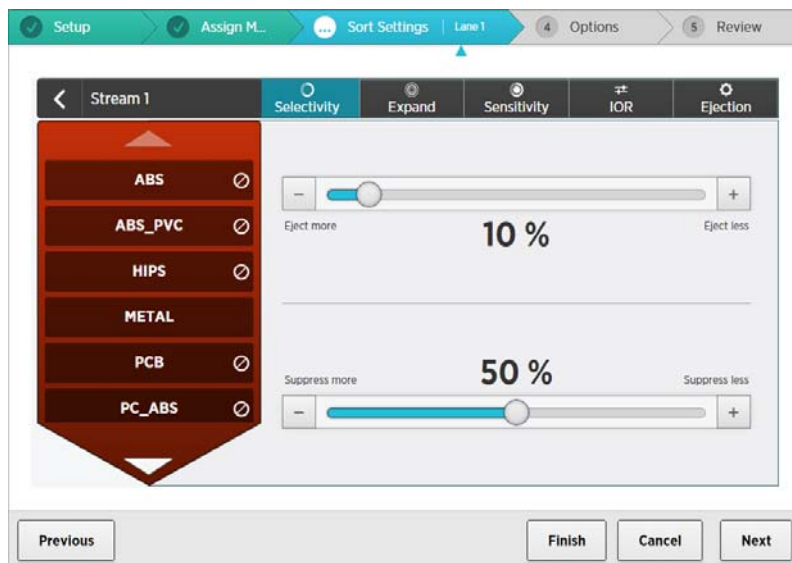 Setup
Assign M...
... Sort Settings | Lane 1
4 Options
5 Review
Stream 1
Selectivity
Expand
Sensitivity
IOR
Ejection
ABS
ABS_PVC
HIPS
METAL
PCB
PC_ABS
- +
Eject more 10 % Eject less
Suppress more 50 % Suppress less
- +
Previous Finish Cancel Next